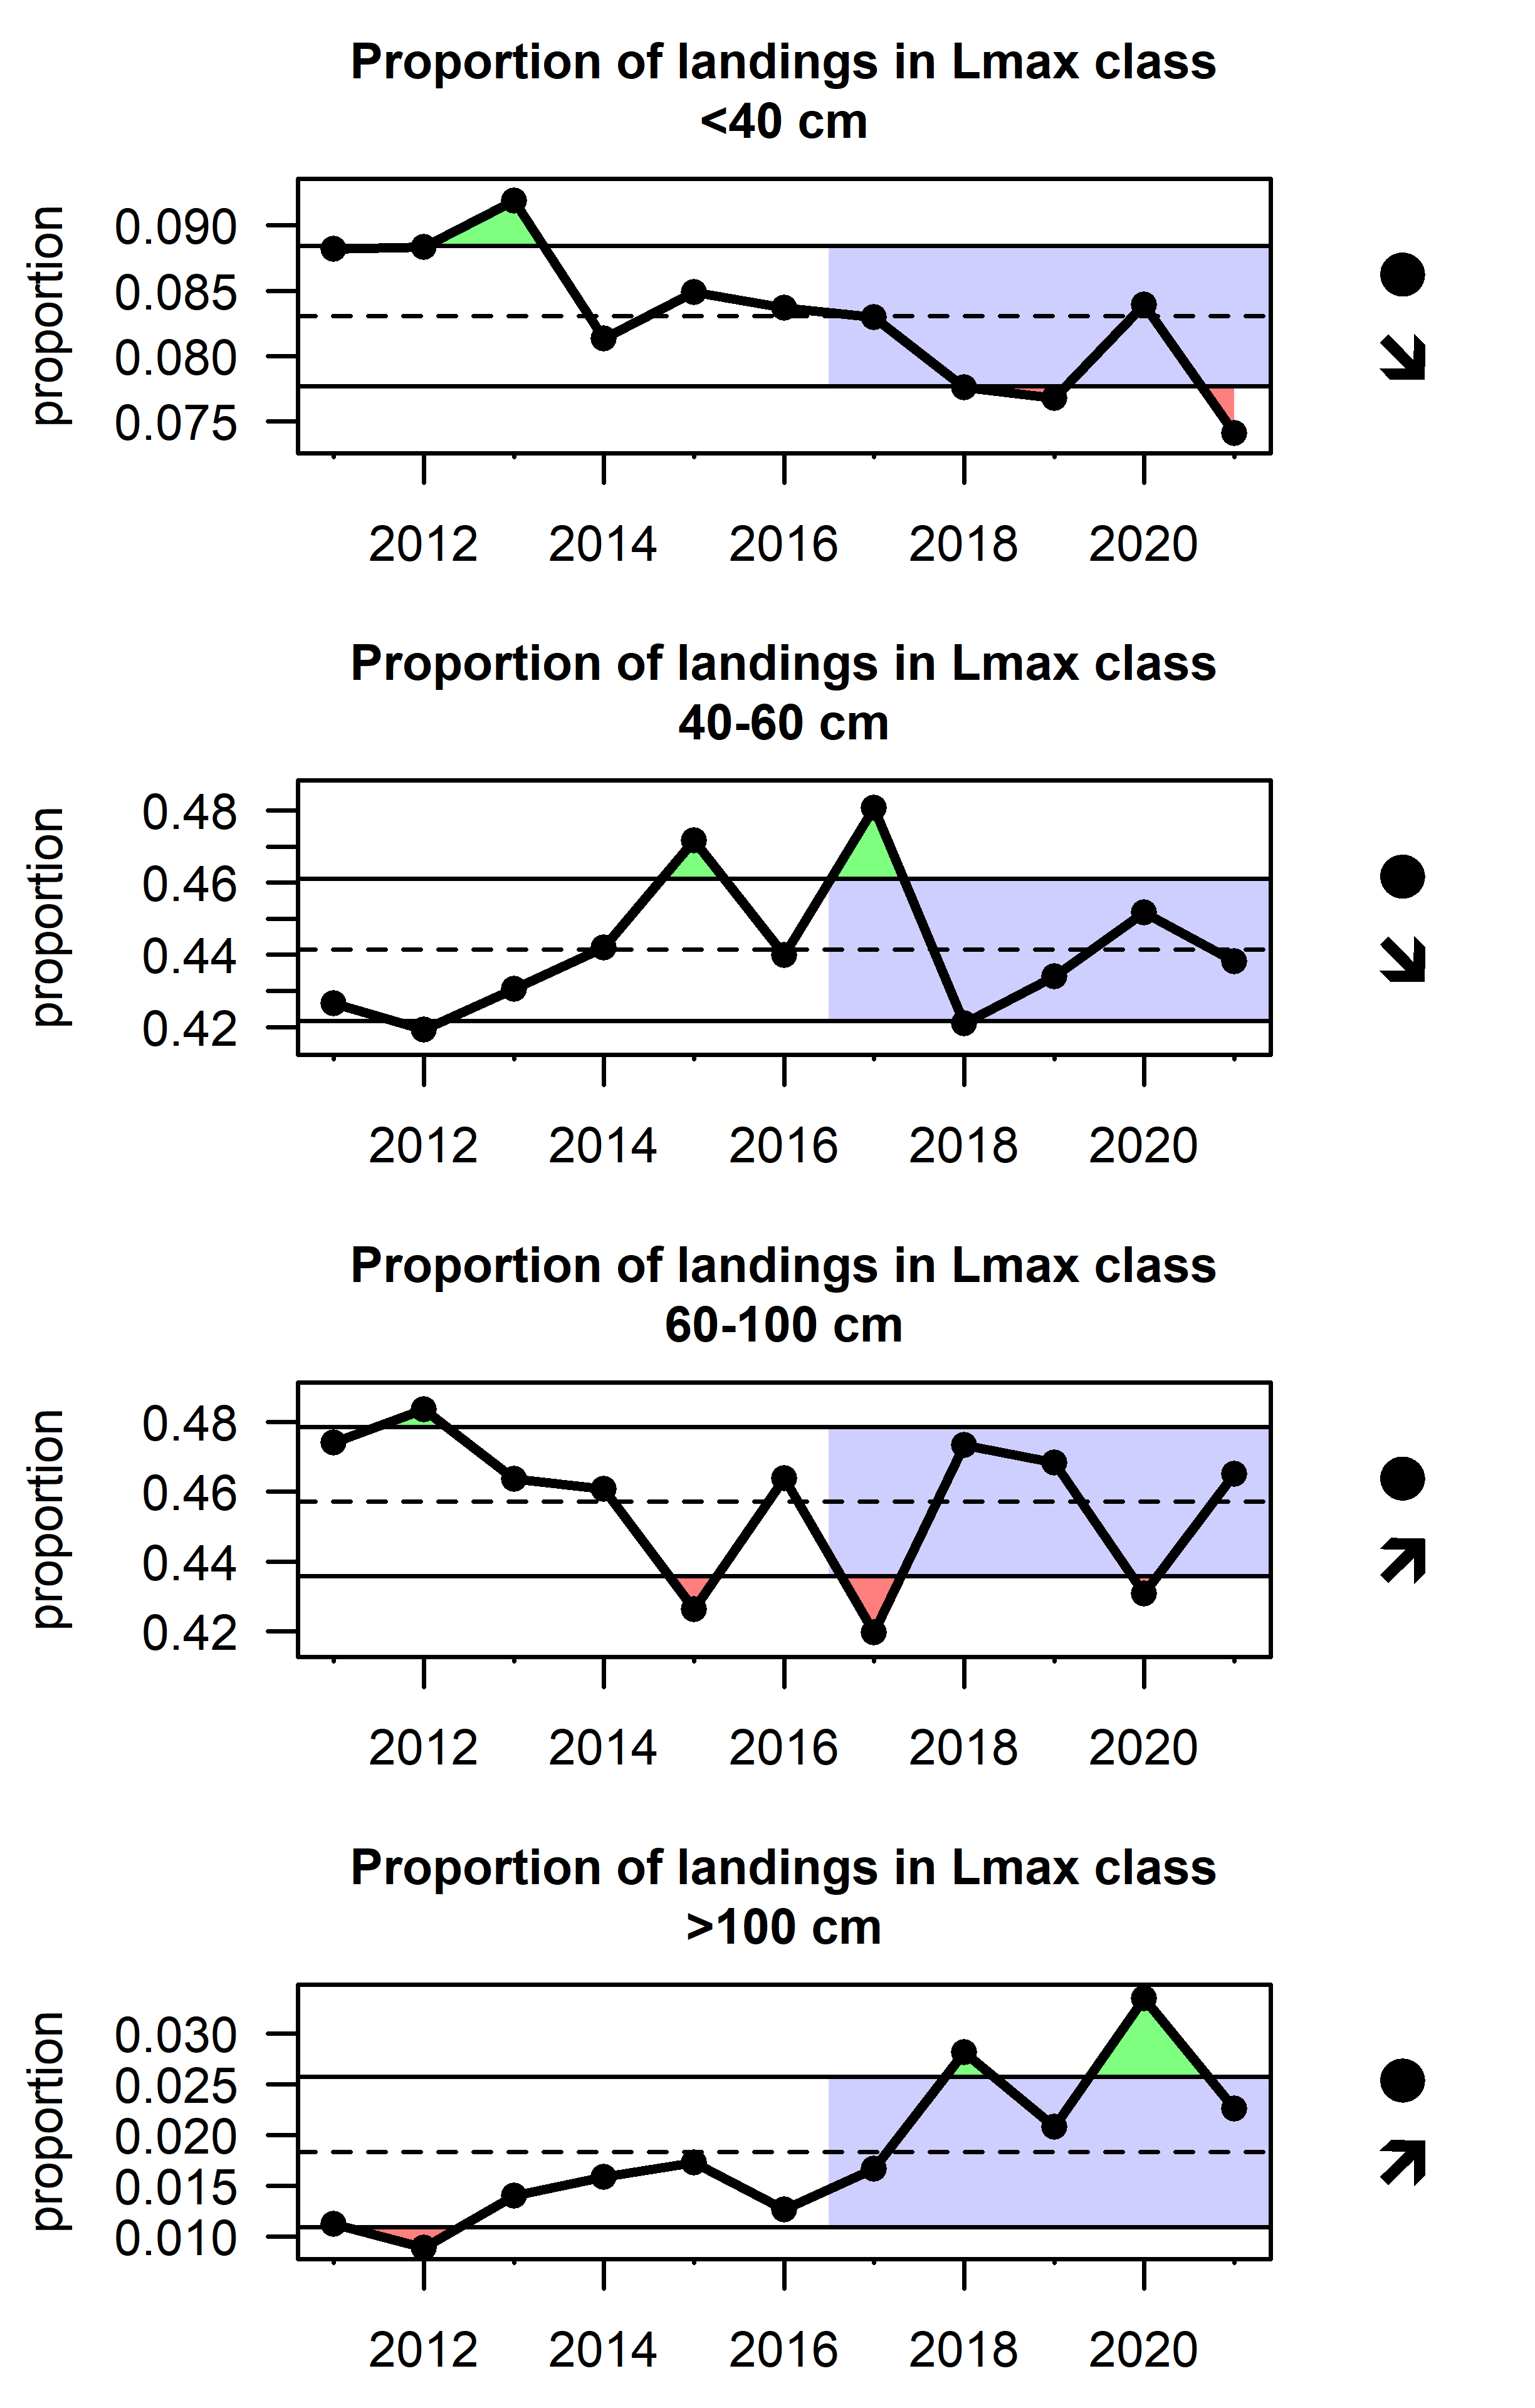 Proportion of landings in Lmax class
<40 cm
proportion
0.090
0.085
0.080
0.075
2012 2014 2016 2018 2020
Proportion of landings in Lmax class
40-60 cm
proportion
0.48
0.46
0.44
0.42
2012 2014 2016 2018 2020
Proportion of landings in Lmax class
60-100 cm
proportion
0.48
0.46
0.44
0.42
2012 2014 2016 2018 2020
Proportion of landings in Lmax class
>100 cm
proportion
0.030
0.025
0.020
0.015
0.010
2012 2014 2016 2018 2020